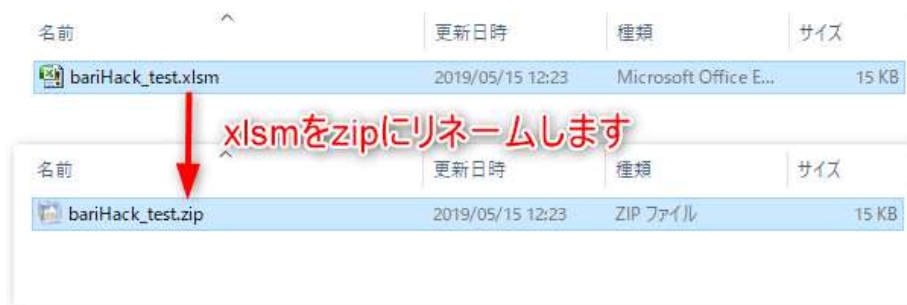 名前 更新日時 種類 サイズ
bariHack_test.xlsm 2019/05/15 12:23 Microsoft Office E... 15 KB
xlsmをzipにリネームします
名前 更新日時 種類 サイズ
bariHack_test.zip 2019/05/15 12:23 ZIP ファイル 15 KB